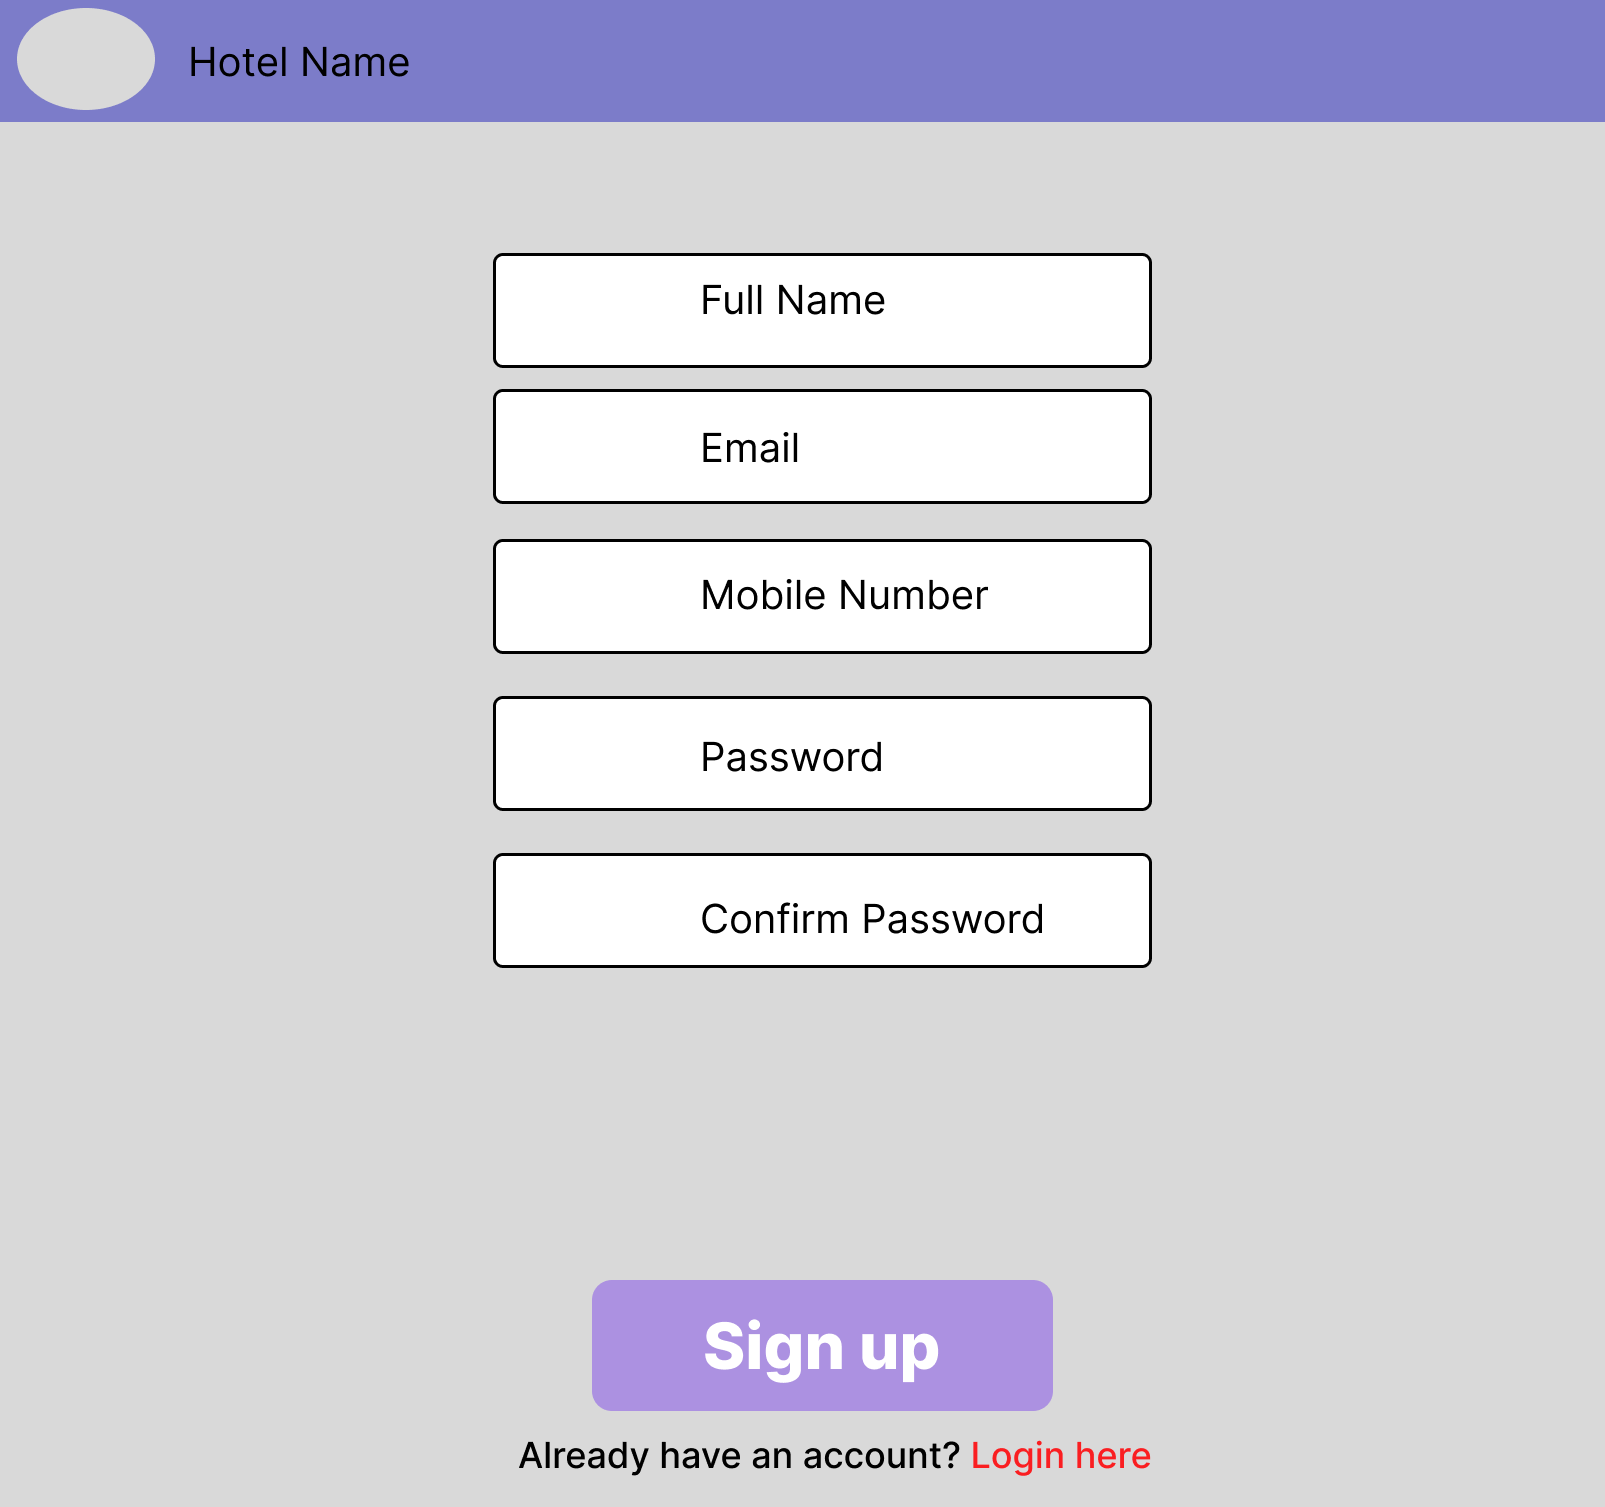 Hotel Name
Full Name
Email
Mobile Number
Password
Confirm Password
Sign up
Already have an account? Login here